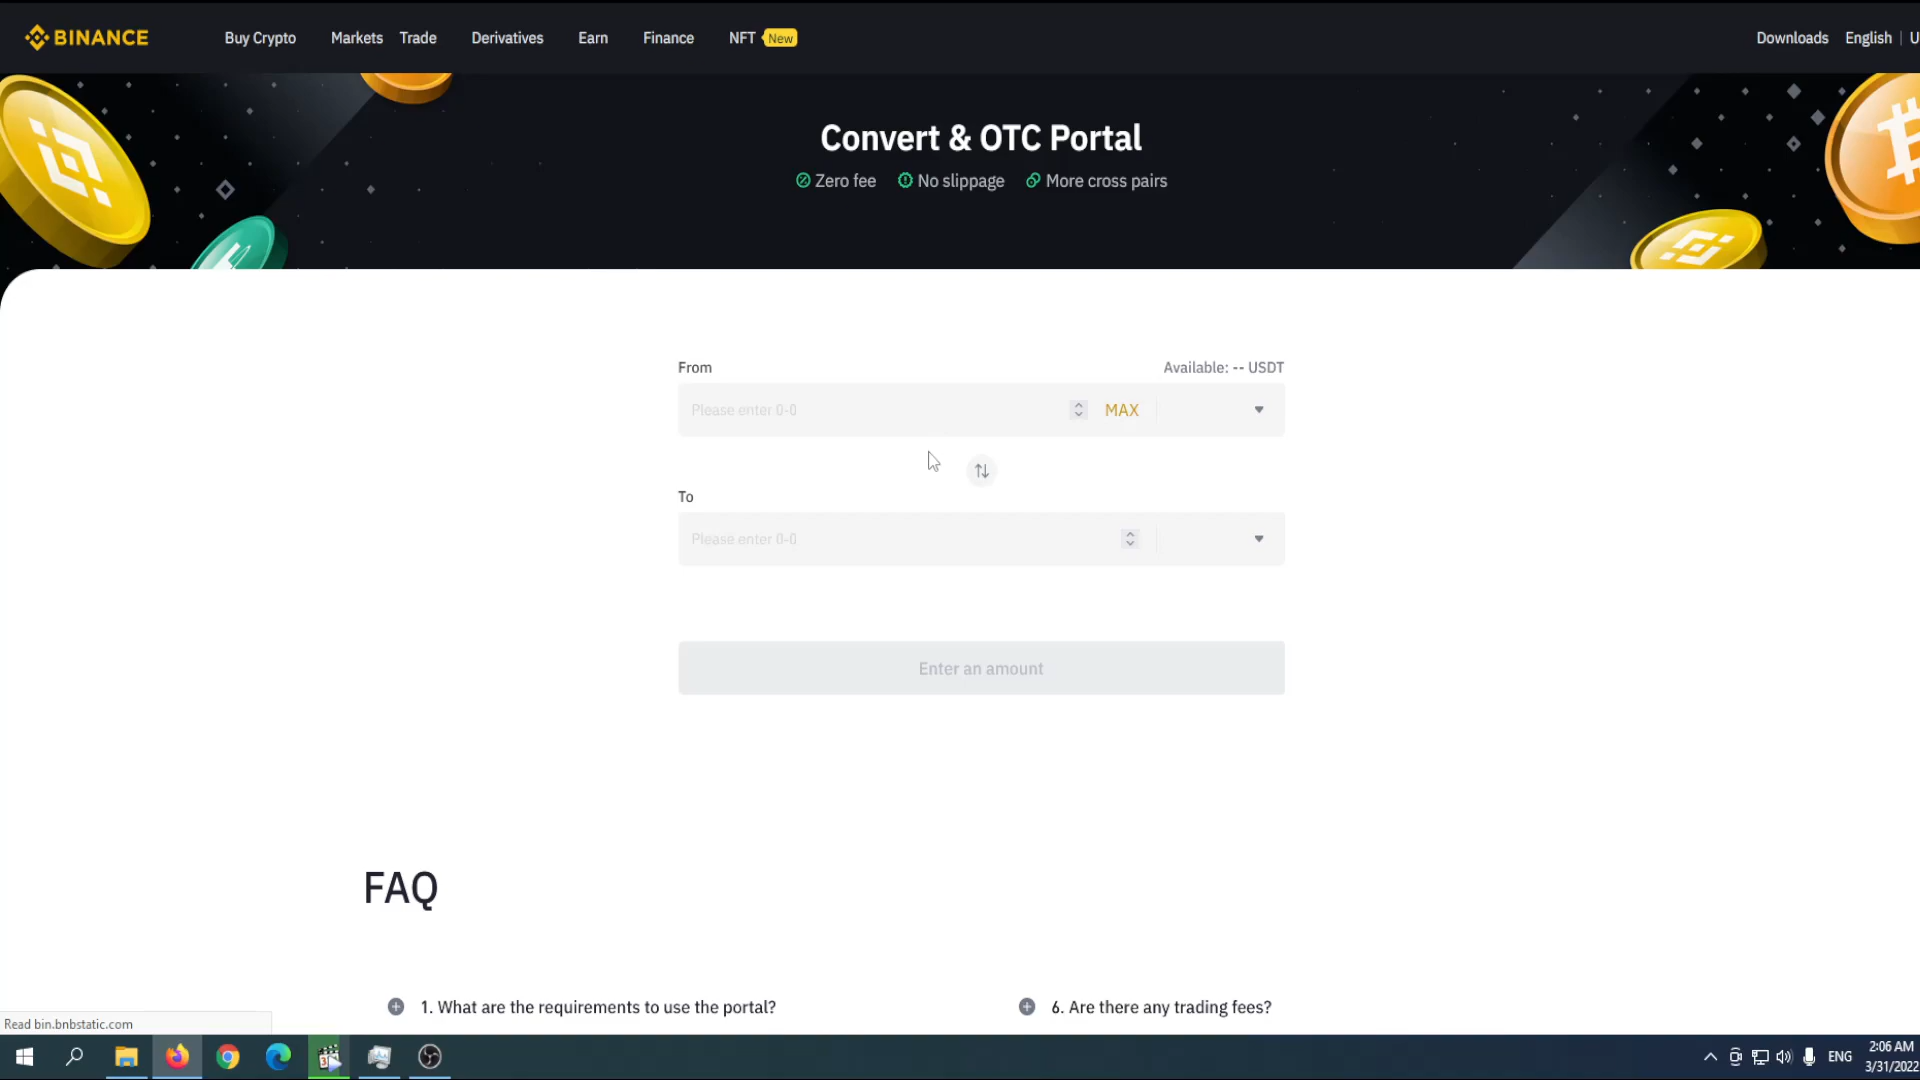 BINANCE Buy Crypto Markets Trade Derivatives Earn Finance NFT New Downloads English | U
Convert & OTC Portal
Zero fee No slippage More cross pairs
From Available: -- USDT
Please enter 0-0 MAX
To
Please enter 0-0
Enter an amount
FAQ
1. What are the requirements to use the portal? 6. Are there any trading fees?
Read bin.bnbstatic.com
ENG 2:06 AM
3/31/2022